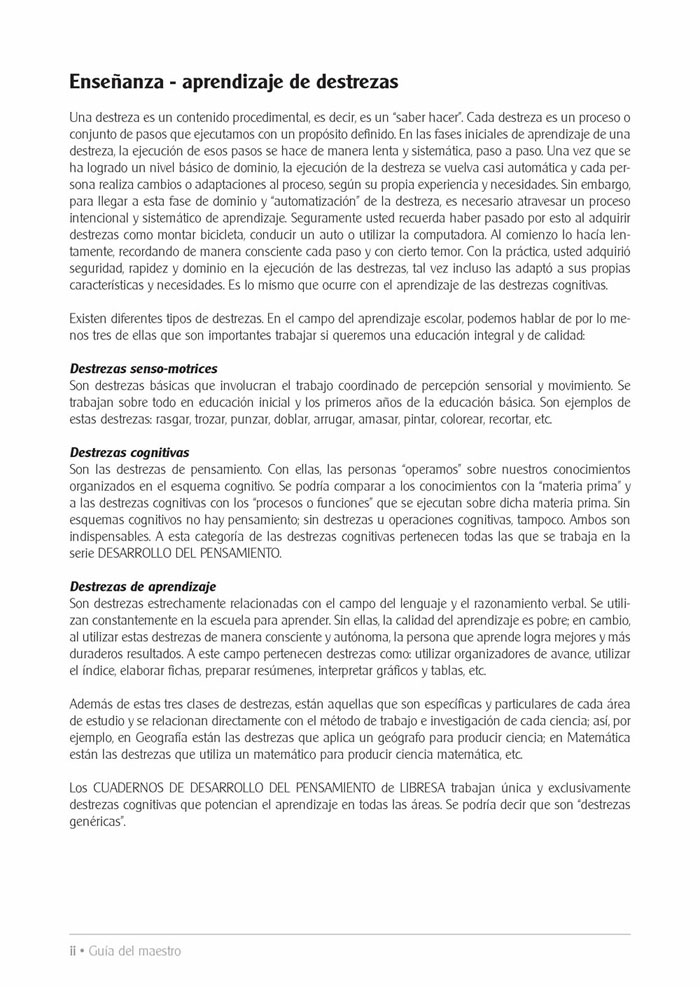 Enseñanza - aprendizaje de destrezas
Una destreza es un contenido procedimental, es decir, es un “saber hacer”. Cada destreza es un proceso o
conjunto de pasos que ejecutamos con un propósito definido. En las fases iniciales de aprendizaje de una
destreza, la ejecución de esos pasos se hace de manera lenta y sistemática, paso a paso. Una vez que se
ha logrado un nivel básico de dominio, la ejecución de la destreza se vuelva casi automática y cada per-
sona realiza cambios o adaptaciones al proceso, según su propia experiencia y necesidades. Sin embargo,
para llegar a esta fase de dominio y “automatización” de la destreza, es necesario atravesar un proceso
intencional y sistemático de aprendizaje. Seguramente usted recuerda haber pasado por esto al adquirir
destrezas como montar bicicleta, conducir un auto o utilizar la computadora. Al comienzo lo hacía len-
tamente, recordando de manera consciente cada paso y con cierto temor. Con la práctica, usted adquirió
seguridad, rapidez y dominio en la ejecución de las destrezas, tal vez incluso las adaptó a sus propias
características y necesidades. Es lo mismo que ocurre con el aprendizaje de las destrezas cognitivas.
Existen diferentes tipos de destrezas. En el campo del aprendizaje escolar, podemos hablar de por lo me-
nos tres de ellas que son importantes trabajar si queremos una educación integral y de calidad:
Destrezas senso-motrices
Son destrezas básicas que involucran el trabajo coordinado de percepción sensorial y movimiento. Se
trabajan sobre todo en educación inicial y los primeros años de la educación básica. Son ejemplos de
estas destrezas: rasgar, trozar, punzar, doblar, arrugar, amasar, pintar, colorear, recortar, etc.
Destrezas cognitivas
Son las destrezas de pensamiento. Con ellas, las personas “operamos” sobre nuestros conocimientos
organizados en el esquema cognitivo. Se podría comparar a los conocimientos con la “materia prima” y
a las destrezas cognitivas con los “procesos o funciones” que se ejecutan sobre dicha materia prima. Sin
esquemas cognitivos no hay pensamiento; sin destrezas u operaciones cognitivas, tampoco. Ambos son
indispensables. A esta categoría de las destrezas cognitivas pertenecen todas las que se trabaja en la
serie DESARROLLO DEL PENSAMIENTO.
Destrezas de aprendizaje
Son destrezas estrechamente relacionadas con el campo del lenguaje y el razonamiento verbal. Se utili-
zan constantemente en la escuela para aprender. Sin ellas, la calidad del aprendizaje es pobre; en cambio,
al utilizar estas destrezas de manera consciente y autónoma, la persona que aprende logra mejores y más
duraderos resultados. A este campo pertenecen destrezas como: utilizar organizadores de avance, utilizar
el índice, elaborar fichas, preparar resúmenes, interpretar gráficos y tablas, etc.
Además de estas tres clases de destrezas, están aquellas que son específicas y particulares de cada área
de estudio y se relacionan directamente con el método de trabajo e investigación de cada ciencia; así, por
ejemplo, en Geografía están las destrezas que aplica un geógrafo para producir ciencia; en Matemática
están las destrezas que utiliza un matemático para producir ciencia matemática, etc.
Los CUADERNOS DE DESARROLLO DEL PENSAMIENTO de LIBRESA trabajan única y exclusivamente
destrezas cognitivas que potencian el aprendizaje en todas las áreas. Se podría decir que son “destrezas
genéricas”.
ii • Guía del maestro